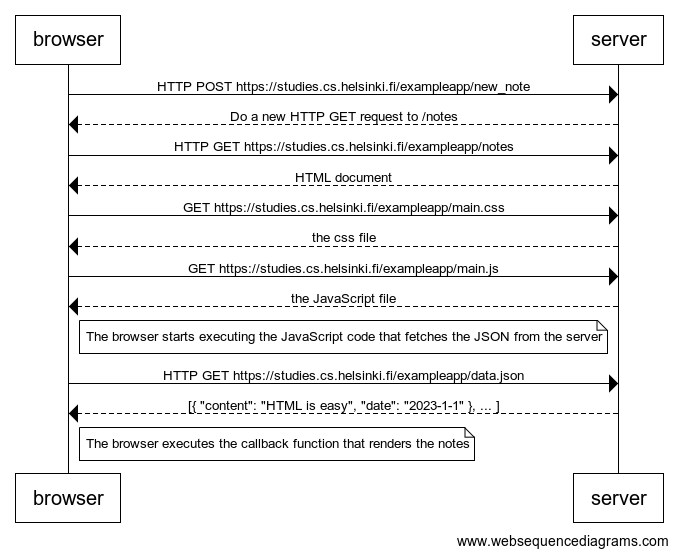 browser
server
HTTP POST https://studies.cs.helsinki.fi/exampleapp/new_note
Do a new HTTP GET request to /notes
HTTP GET https://studies.cs.helsinki.fi/exampleapp/notes
HTML document
GET https://studies.cs.helsinki.fi/exampleapp/main.css
the css file
GET https://studies.cs.helsinki.fi/exampleapp/main.js
the JavaScript file
The browser starts executing the JavaScript code that fetches the JSON from the server
HTTP GET https://studies.cs.helsinki.fi/exampleapp/data.json
[{ "content": "HTML is easy", "date": "2023-1-1" }, ... ]
The browser executes the callback function that renders the notes
browser
server
www.websequencediagrams.com